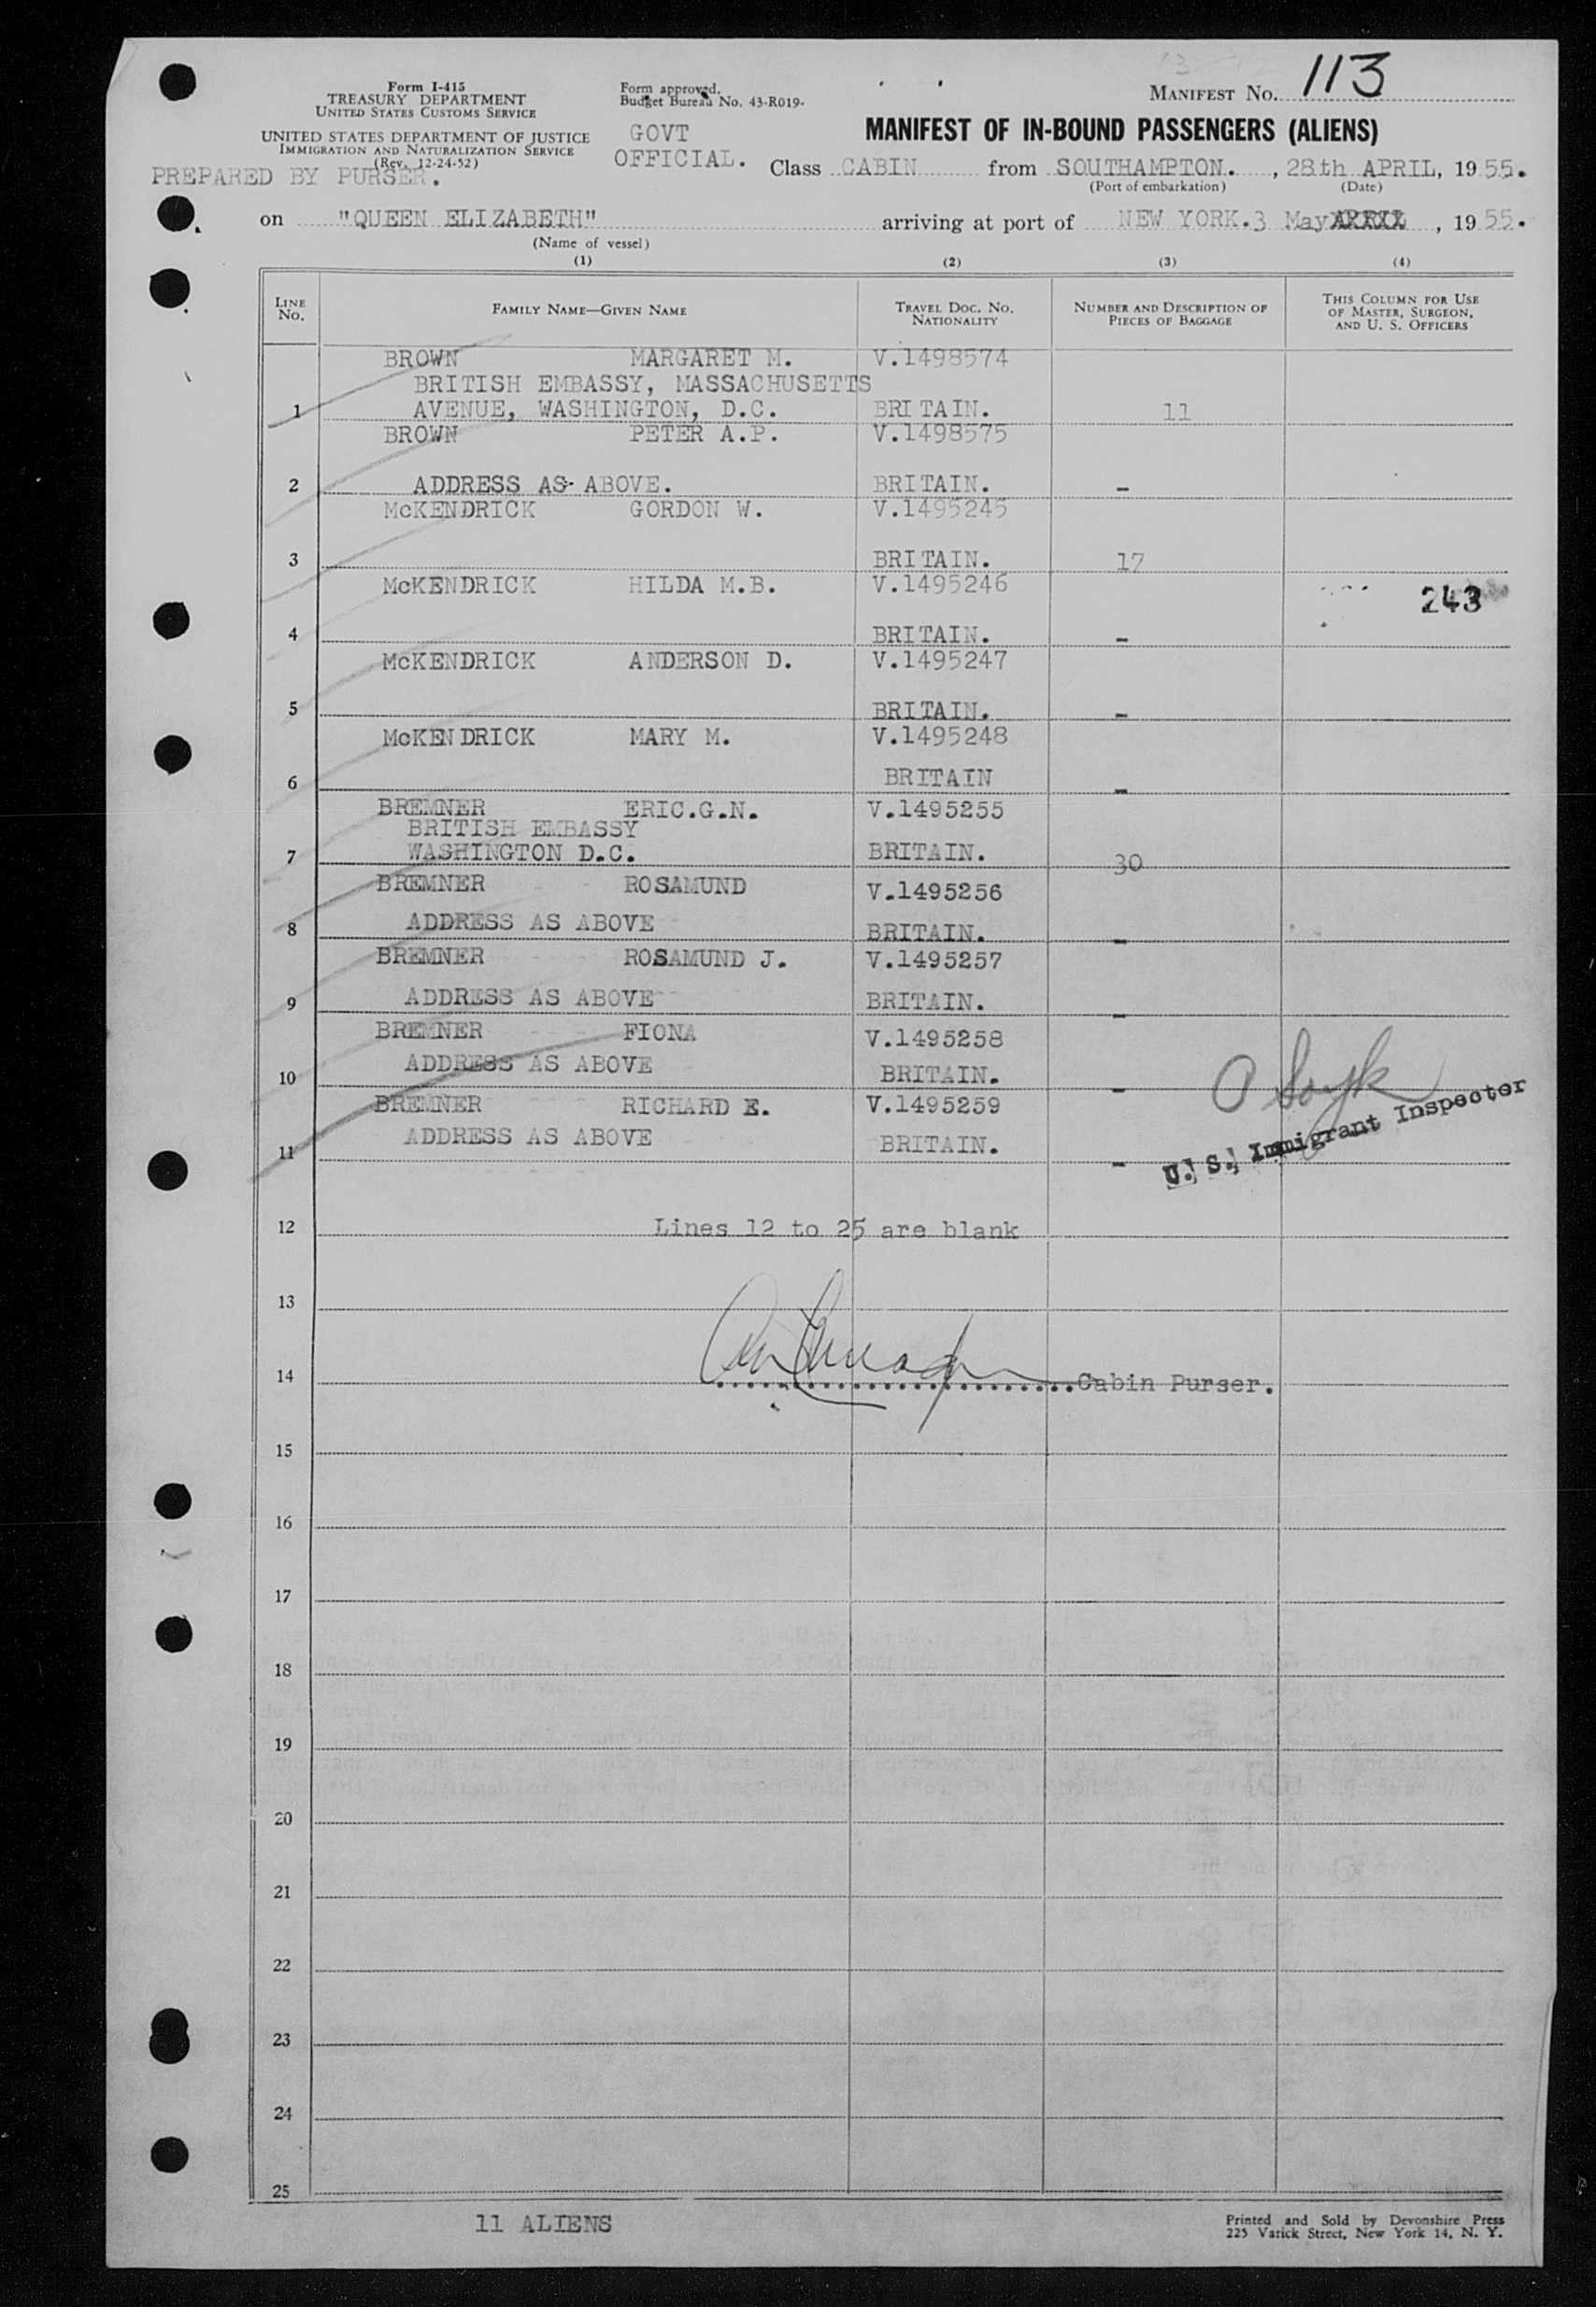 Form I-415
TREASURY DEPARTMENT
UNITED STATES CUSTOMS SERVICE
UNITED STATES DEPARTMENT OF JUSTICE
IMMIGRATION AND NATURALIZATION SERVICE
(Rev. 12-24-52)
PREPARED BY PURSER.
Form approved.
Budget Bureau No. 43-R019.
GOVT
OFFICIAL.
MANIFEST NO. 113
MANIFEST OF IN-BOUND PASSENGERS (ALIENS)
Class CABIN from SOUTHAMPTON. , 28th APRIL, 1955.
(Port of embarkation) (Date)
on "QUEEN ELIZABETH" arriving at port of NEW YORK. 3 May APRIL , 1955.
(Name of vessel)
(1) (2) (3) (4)
LINE NO. FAMILY NAME—GIVEN NAME TRAVEL DOC. NO. NATIONALITY NUMBER AND DESCRIPTION OF PIECES OF BAGGAGE THIS COLUMN FOR USE OF MASTER, SURGEON, AND U. S. OFFICERS
BROWN MARGARET M. V.1498574
BRITISH EMBASSY, MASSACHUSETTS
1 AVENUE, WASHINGTON, D.C. BRITAIN. 11
BROWN PETER A.P. V.1498575
2 ADDRESS AS ABOVE. BRITAIN. -
McKENDRICK GORDON W. V.1495245
3 BRITAIN. 17
McKENDRICK HILDA M.B. V.1495246
243
4 BRITAIN. -
McKENDRICK ANDERSON D. V.1495247
5 BRITAIN. -
McKENDRICK MARY M. V.1495248
6 BRITAIN -
BREMNER ERIC.G.N. V.1495255
BRITISH EMBASSY
7 WASHINGTON D.C. BRITAIN. 30
BREMNER ROSAMUND V.1495256
8 ADDRESS AS ABOVE BRITAIN. -
BREMNER ROSAMUND J. V.1495257
9 ADDRESS AS ABOVE BRITAIN. -
BREMNER FIONA V.1495258
10 ADDRESS AS ABOVE BRITAIN. -
BREMNER RICHARD E. V.1495259
11 ADDRESS AS ABOVE BRITAIN. -
U. S. Immigrant Inspector
12 Lines 12 to 25 are blank
13
14 Cabin Purser.
15
16
17
18
19
20
21
22
23
24
25
11 ALIENS
Printed and Sold by Devonshire Press
225 Varick Street, New York 14, N. Y.